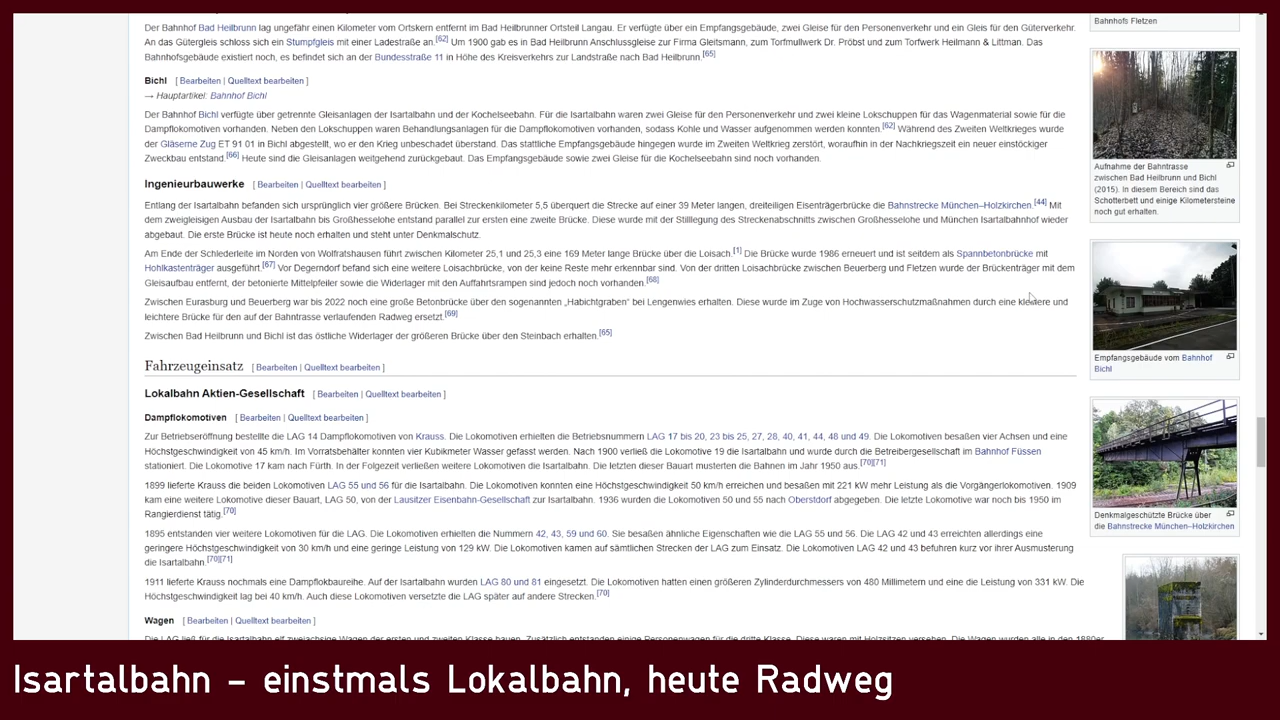 Der Bahnhof Bad Heilbrunn lag ungefähr einen Kilometer vom Ortskern entfernt im Bad Heilbrunner Ortsteil Langau. Er verfügte über ein Empfangsgebäude, zwei Gleise für den Personenverkehr und ein Gleis für den Güterverkehr.
An das Gütergleis schloss sich ein Stumpfgleis mit einer Ladestraße an.[62] Um 1900 gab es in Bad Heilbrunn Anschlussgleise zur Firma Gleitsmann, zum Torfmullwerk Dr. Pröbst und zum Torfwerk Heilmann & Littman. Das
Bahnhofsgebäude existiert noch, es befindet sich an der Bundesstraße 11 in Höhe des Kreisverkehrs zur Landstraße nach Bad Heilbrunn.[65]
Bichl [ Bearbeiten | Quelltext bearbeiten ]
→ Hauptartikel: Bahnhof Bichl
Der Bahnhof Bichl verfügte über getrennte Gleisanlagen der Isartalbahn und der Kochelseebahn. Für die Isartalbahn waren zwei Gleise für den Personenverkehr und zwei kleine Lokschuppen für das Wagenmaterial sowie für die
Dampflokomotiven vorhanden. Neben den Lokschuppen waren Behandlungsanlagen für die Dampflokomotiven vorhanden, sodass Kohle und Wasser aufgenommen werden konnten.[62] Während des Zweiten Weltkrieges wurde
der Gläserne Zug ET 91 01 in Bichl abgestellt, wo er den Krieg unbeschadet überstand. Das stattliche Empfangsgebäude hingegen wurde im Zweiten Weltkrieg zerstört, woraufhin in der Nachkriegszeit ein neuer einstöckiger
Zweckbau entstand.[66] Heute sind die Gleisanlagen weitgehend zurückgebaut. Das Empfangsgebäude sowie zwei Gleise für die Kochelseebahn sind noch vorhanden.
Ingenieurbauwerke [ Bearbeiten | Quelltext bearbeiten ]
Entlang der Isartalbahn befanden sich ursprünglich vier größere Brücken. Bei Streckenkilometer 5,5 überquert die Strecke auf einer 39 Meter langen, dreiteiligen Eisenträgerbrücke die Bahnstrecke München–Holzkirchen.[44] Mit
dem zweigleisigen Ausbau der Isartalbahn bis Großhesselohe entstand parallel zur ersten eine zweite Brücke. Diese wurde mit der Stilllegung des Streckenabschnitts zwischen Großhesselohe und München Isartalbahnhof wieder
abgebaut. Die erste Brücke ist heute noch erhalten und steht unter Denkmalschutz.
Am Ende der Schlederleite im Norden von Wolfratshausen führt zwischen Kilometer 25,1 und 25,3 eine 169 Meter lange Brücke über die Loisach.[1] Die Brücke wurde 1986 erneuert und ist seitdem als Spannbetonbrücke mit
Hohlkastenträger ausgeführt.[67] Vor Degerndorf befand sich eine weitere Loisachbrücke, von der keine Reste mehr erkennbar sind. Von der dritten Loisachbrücke zwischen Beuerberg und Fletzen wurde der Brückenträger mit dem
Gleisaufbau entfernt, der betonierte Mittelpfeiler sowie die Widerlager mit den Auffahrtsrampen sind jedoch noch vorhanden.[68]
Zwischen Eurasburg und Beuerberg war bis 2022 noch eine große Betonbrücke über den sogenannten „Habichtgraben“ bei Lengenwies erhalten. Diese wurde im Zuge von Hochwasserschutzmaßnahmen durch eine kleinere und
leichtere Brücke für den auf der Bahntrasse verlaufenden Radweg ersetzt.[69]
Zwischen Bad Heilbrunn und Bichl ist das östliche Widerlager der größeren Brücke über den Steinbach erhalten.[65]
Fahrzeugeinsatz [ Bearbeiten | Quelltext bearbeiten ]
Lokalbahn Aktien-Gesellschaft [ Bearbeiten | Quelltext bearbeiten ]
Dampflokomotiven [ Bearbeiten | Quelltext bearbeiten ]
Zur Betriebseröffnung bestellte die LAG 14 Dampflokomotiven von Krauss. Die Lokomotiven erhielten die Betriebsnummern LAG 17 bis 20, 23 bis 25, 27, 28, 40, 41, 44, 48 und 49. Die Lokomotiven besaßen vier Achsen und eine
Höchstgeschwindigkeit von 45 km/h. Im Vorratsbehälter konnten vier Kubikmeter Wasser gefasst werden. Nach 1900 verließ die Lokomotive 19 die Isartalbahn und wurde durch die Betreibergesellschaft im Bahnhof Füssen
stationiert. Die Lokomotive 17 kam nach Fürth. In der Folgezeit verließen weitere Lokomotiven die Isartalbahn. Die letzten dieser Bauart musterten die Bahnen im Jahr 1950 aus.[70][71]
1899 lieferte Krauss die beiden Lokomotiven LAG 55 und 56 für die Isartalbahn. Die Lokomotiven konnten eine Höchstgeschwindigkeit 50 km/h erreichen und besaßen mit 221 kW mehr Leistung als die Vorgängerlokomotiven. 1909
kam eine weitere Lokomotive dieser Bauart, LAG 50, von der Lausitzer Eisenbahn-Gesellschaft zur Isartalbahn. 1936 wurden die Lokomotiven 50 und 55 nach Oberstdorf abgegeben. Die letzte Lokomotive war noch bis 1950 im
Rangierdienst tätig.[70]
1895 entstanden vier weitere Lokomotiven für die LAG. Die Lokomotiven erhielten die Nummern 42, 43, 59 und 60. Sie besaßen ähnliche Eigenschaften wie die LAG 55 und 56. Die LAG 42 und 43 erreichten allerdings eine
geringere Höchstgeschwindigkeit von 30 km/h und eine geringe Leistung von 129 kW. Die Lokomotiven kamen auf sämtlichen Strecken der LAG zum Einsatz. Die Lokomotiven LAG 42 und 43 befuhren kurz vor ihrer Ausmusterung
die Isartalbahn.[70][71]
1911 lieferte Krauss nochmals eine Dampflokbaureihe. Auf der Isartalbahn wurden LAG 80 und 81 eingesetzt. Die Lokomotiven hatten einen größeren Zylinderdurchmessers von 480 Millimetern und eine die Leistung von 331 kW. Die
Höchstgeschwindigkeit lag bei 40 km/h. Auch diese Lokomotiven versetzte die LAG später auf andere Strecken.[70]
Wagen [ Bearbeiten | Quelltext bearbeiten ]
Die LAG ließ für die Isartalbahn elf zweiachsige Wagen der ersten und zweiten Klasse bauen. Zusätzlich entstanden einige Personenwagen für die dritte Klasse. Diese waren mit Holzsitzen versehen. Die Wagen wurden alle in den 1880er
Bahnhofs Fletzen
Aufnahme der Bahntrasse
zwischen Bad Heilbrunn und Bichl
(2015). In diesem Bereich sind das
Schotterbett und einige Kilometersteine
noch gut erhalten.
Empfangsgebäude vom Bahnhof
Bichl
Denkmalgeschützte Brücke über
die Bahnstrecke München–Holzkirchen
Isartalbahn – einstmals Lokalbahn, heute Radweg